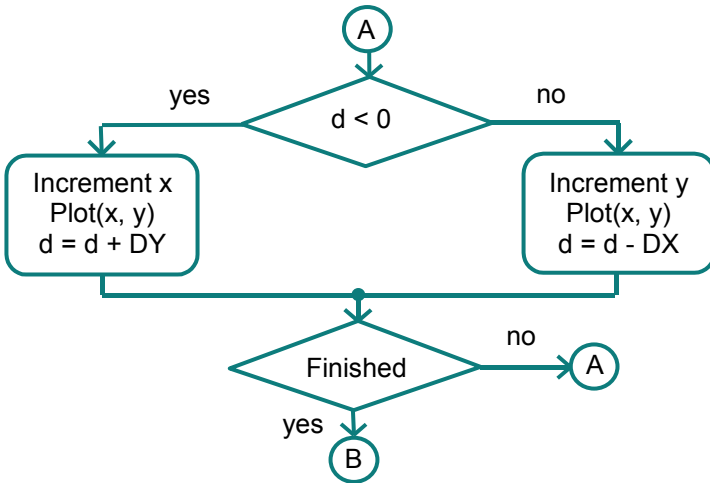 A
yes
no
d < 0
Increment x
Plot(x, y)
d = d + DY
Increment y
Plot(x, y)
d = d - DX
no
Finished
A
yes
B